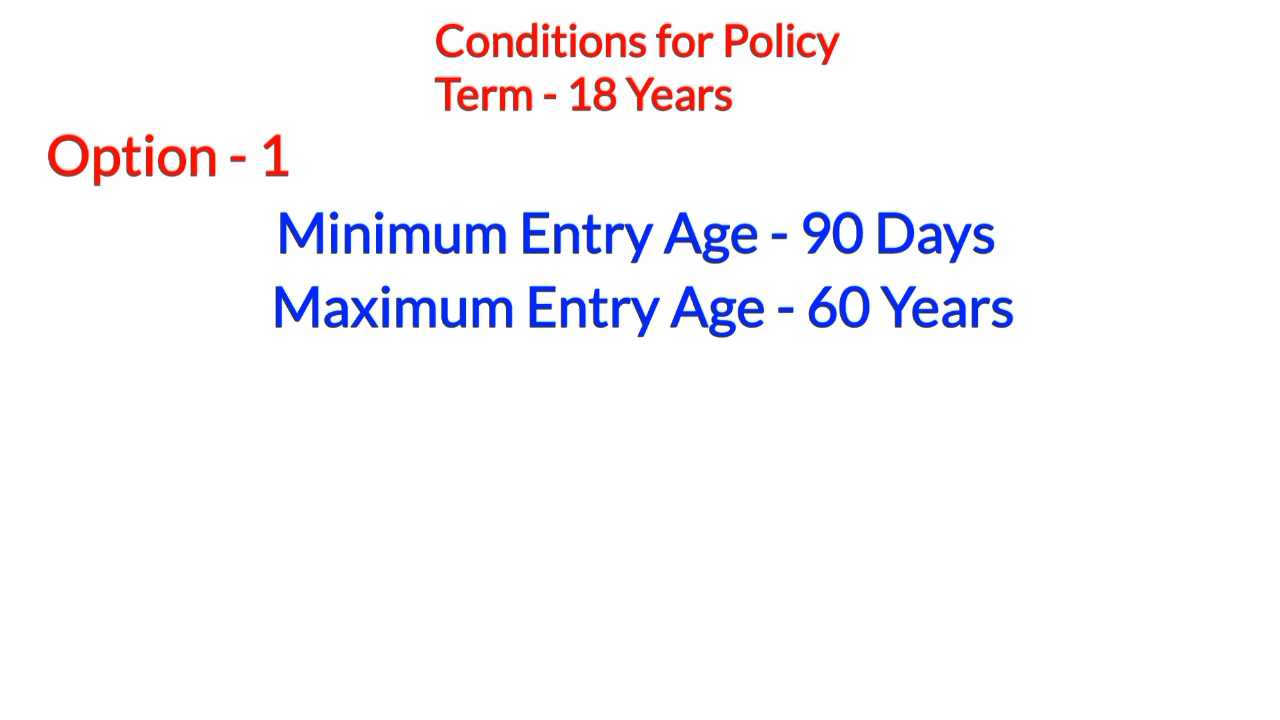 Conditions for Policy
Term - 18 Years
Option - 1
Minimum Entry Age - 90 Days
Maximum Entry Age - 60 Years